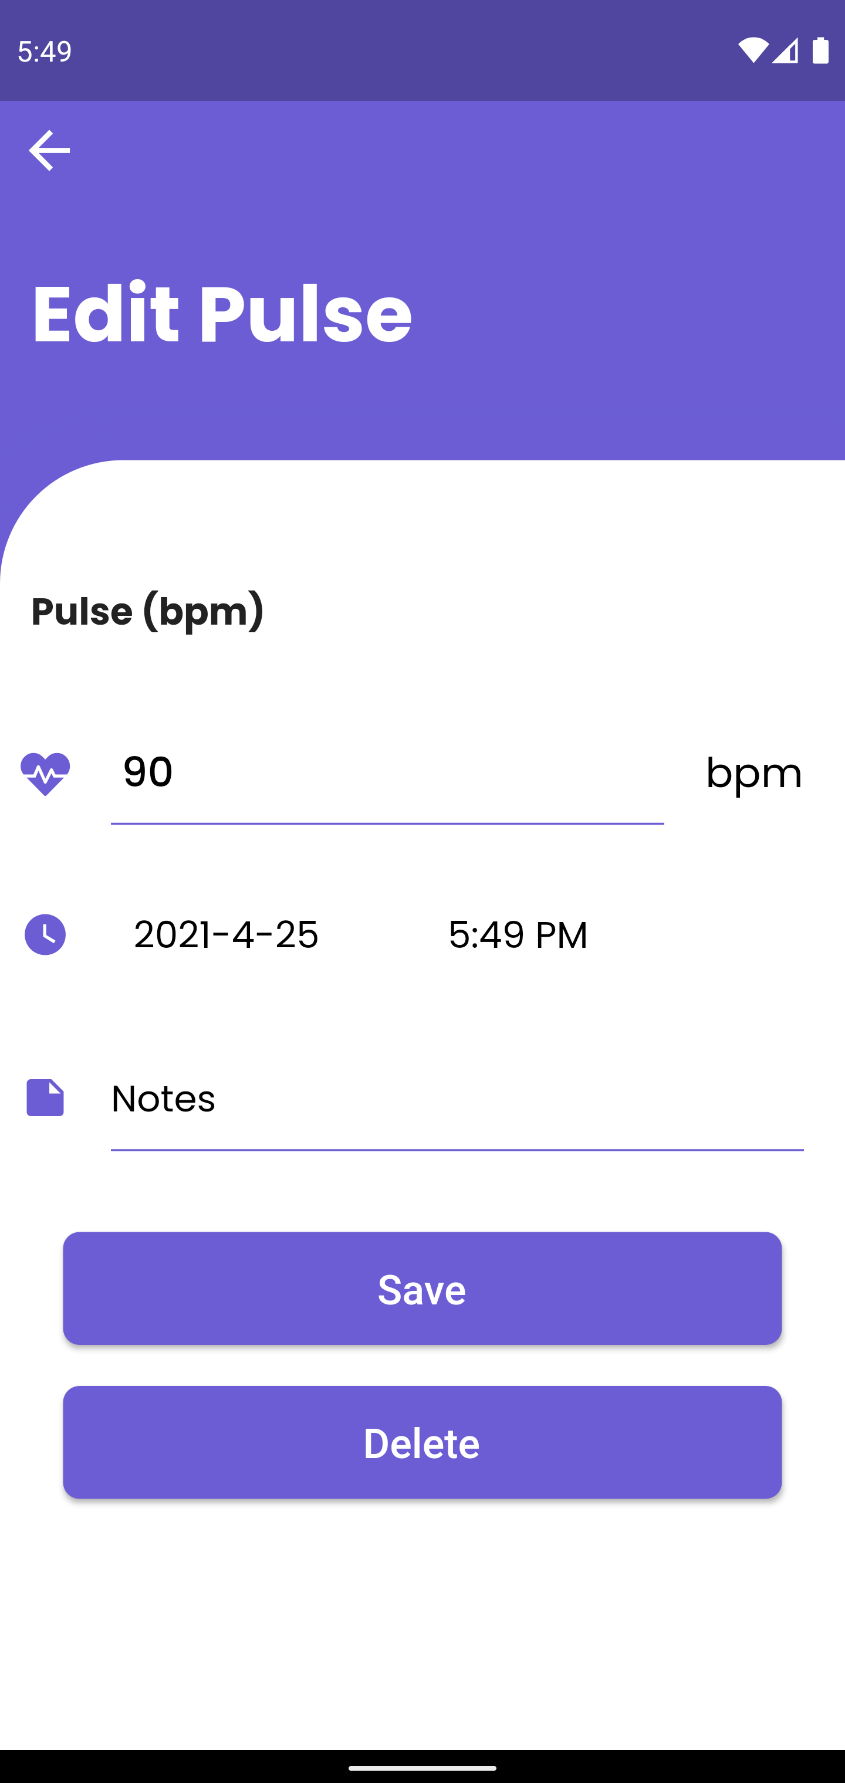 5:49
Edit Pulse
Pulse (bpm)
90 bpm
2021-4-25 5:49 PM
Notes
Save
Delete